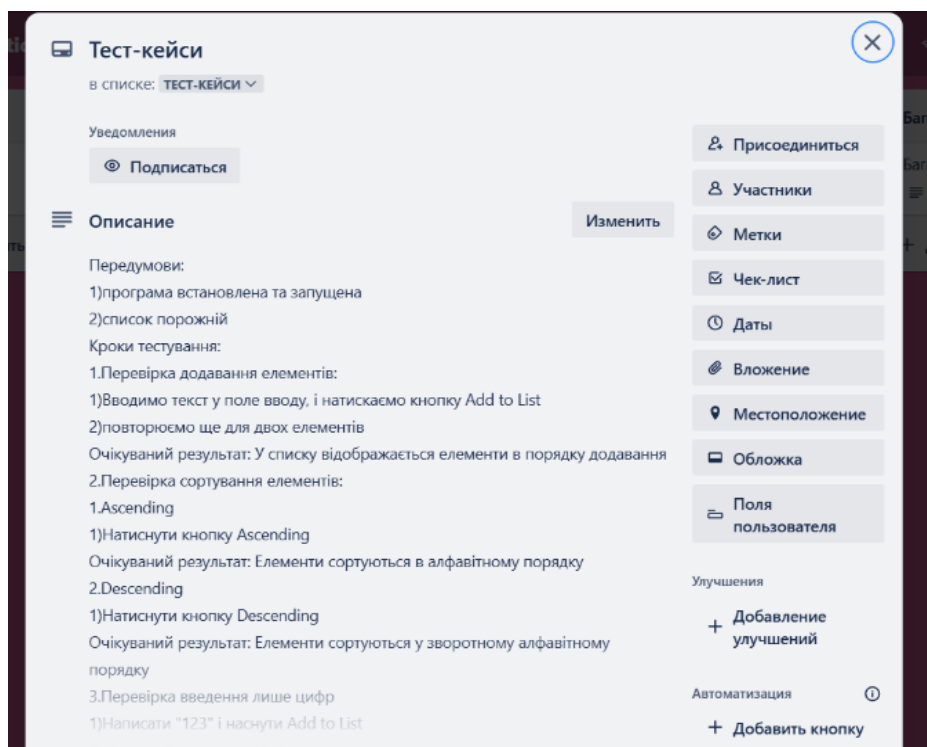 Тест-кейси
в списке: ТЕСТ-КЕЙСИ
Уведомления
Подписаться
Описание
Изменить
Передумови:
1)програма встановлена та запущена
2)список порожній
Кроки тестування:
1.Перевірка додавання елементів:
1)Вводимо текст у поле вводу, і натискаємо кнопку Add to List
2)повторюємо ще для двох елементів
Очікуваний результат: У списку відображається елементи в порядку додавання
2.Перевірка сортування елементів:
1.Ascending
1)Натиснути кнопку Ascending
Очікуваний результат: Елементи сортуються в алфавітному порядку
2.Descending
1)Натиснути кнопку Descending
Очікуваний результат: Елементи сортуються у зворотному алфавітному
порядку
3.Перевірка введення лише цифр
1)Написати "123" і наснути Add to List
Присоединиться
Участники
Метки
Чек-лист
Даты
Вложение
Местоположение
Обложка
Поля
пользователя
Улучшения
Добавление
улучшений
Автоматизация
Добавить кнопку
Баг
Баг